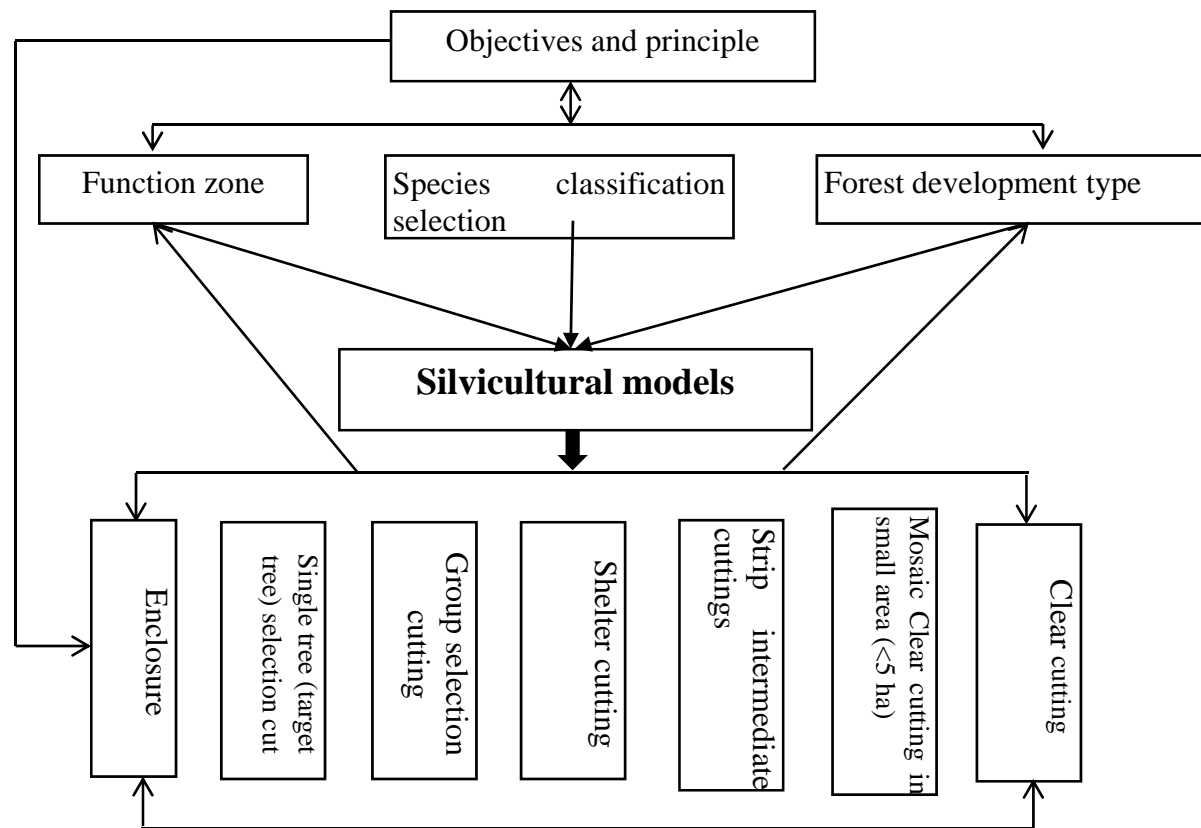 Objectives and principle
Function zone
Species classification
selection
Forest development type
Silvicultural models
Enclosure
Single tree (target
tree) selection cut
Group selection
cutting
Shelter cutting
Strip intermediate
cuttings
Mosaic Clear cutting in
small area (<5 ha)
Clear cutting